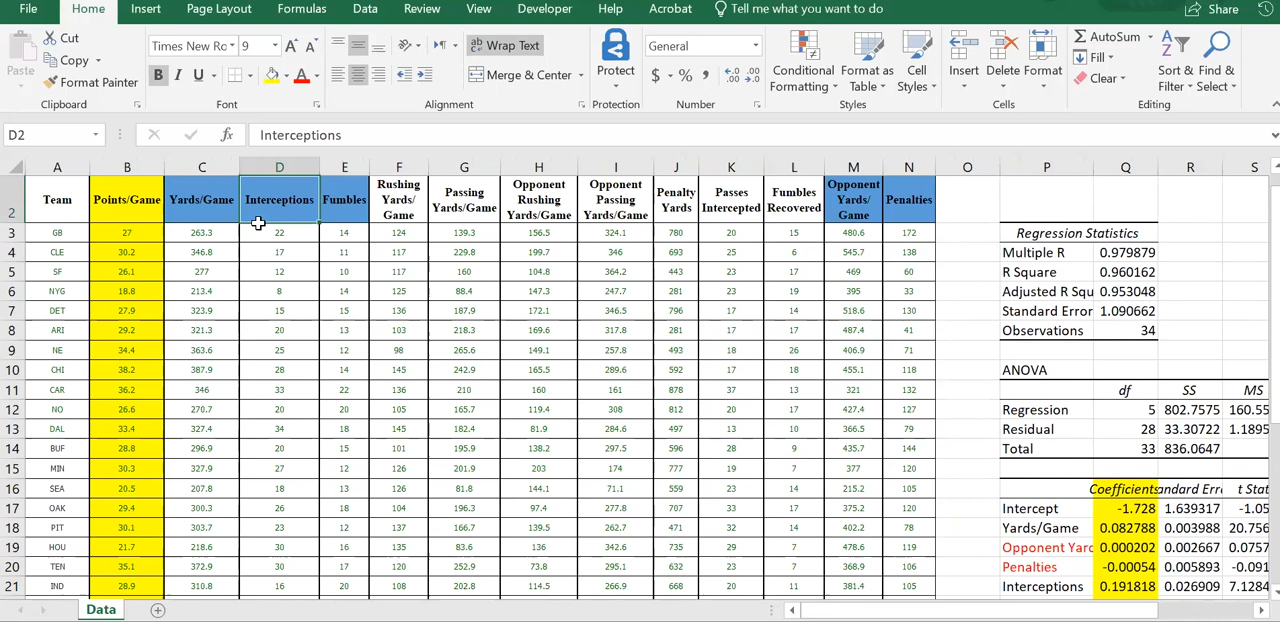 File Home Insert Page Layout Formulas Data Review View Developer Help Acrobat Tell me what you want to do Share
Cut
Copy
Format Painter
Paste
Clipboard
Times New Ro 9
B I U
Font
Wrap Text
Merge & Center
Alignment
Protect
Protection
General
$ % ,
Number
Conditional Formatting
Format as Table
Cell Styles
Styles
Insert Delete Format
Cells
AutoSum
Fill
Clear
Sort & Filter
Find & Select
Editing
D2 fx Interceptions
A B C D E F G H I J K L M N O P Q R S
2 Team Points/Game Yards/Game Interceptions Fumbles Rushing Yards/ Game Passing Yards/Game Opponent Rushing Yards/Game Opponent Passing Yards/Game Penalty Yards Passes Intercepted Fumbles Recovered Opponent Yards/ Game Penalties
3 GB 27 263.3 22 14 124 139.3 156.5 324.1 780 20 15 480.6 172 Regression Statistics
4 CLE 30.2 346.8 17 11 117 229.8 199.7 346 693 25 6 545.7 138 Multiple R 0.979879
5 SF 26.1 277 12 10 117 160 104.8 364.2 443 23 17 469 60 R Square 0.960162
6 NYG 18.8 213.4 8 14 125 88.4 147.3 247.7 281 23 19 395 33 Adjusted R Squ 0.953048
7 DET 27.9 323.9 15 15 136 187.9 172.1 346.5 796 17 14 518.6 130 Standard Error 1.090662
8 ARI 29.2 321.3 20 13 103 218.3 169.6 317.8 281 17 17 487.4 41 Observations 34
9 NE 34.4 363.6 25 12 98 265.6 149.1 257.8 493 18 26 406.9 71
10 CHI 38.2 387.9 28 14 145 242.9 165.5 289.6 592 17 18 455.1 118 ANOVA
11 CAR 36.2 346 33 22 136 210 160 161 878 37 13 321 132 df SS MS
12 NO 26.6 270.7 20 20 105 165.7 119.4 308 812 20 17 427.4 127 Regression 5 802.7575 160.55
13 DAL 33.4 327.4 34 18 145 182.4 81.9 284.6 497 13 10 366.5 79 Residual 28 33.30722 1.1895
14 BUF 28.8 296.9 20 15 101 195.9 138.2 297.5 596 28 9 435.7 144 Total 33 836.0647
15 MIN 30.3 327.9 27 12 126 201.9 203 174 777 19 7 377 120
16 SEA 20.5 207.8 18 13 126 81.8 144.1 71.1 559 23 14 215.2 105 Coefficients andard Erro t Stat
17 OAK 29.4 300.3 26 18 104 196.3 97.4 277.8 707 33 17 375.2 120 Intercept -1.728 1.639317 -1.05
18 PIT 30.1 303.7 23 12 137 166.7 139.5 262.7 471 32 14 402.2 78 Yards/Game 0.082788 0.003988 20.756
19 HOU 21.7 218.6 30 16 135 83.6 136 342.6 735 29 7 478.6 119 Opponent Yarc 0.000202 0.002667 0.0757
20 TEN 35.1 372.9 30 17 120 252.9 73.8 295.1 632 23 7 368.9 106 Penalties -0.00054 0.005893 -0.091
21 IND 28.9 310.8 16 20 108 202.8 114.5 266.9 668 20 11 381.4 105 Interceptions 0.191818 0.026909 7.1284
Data